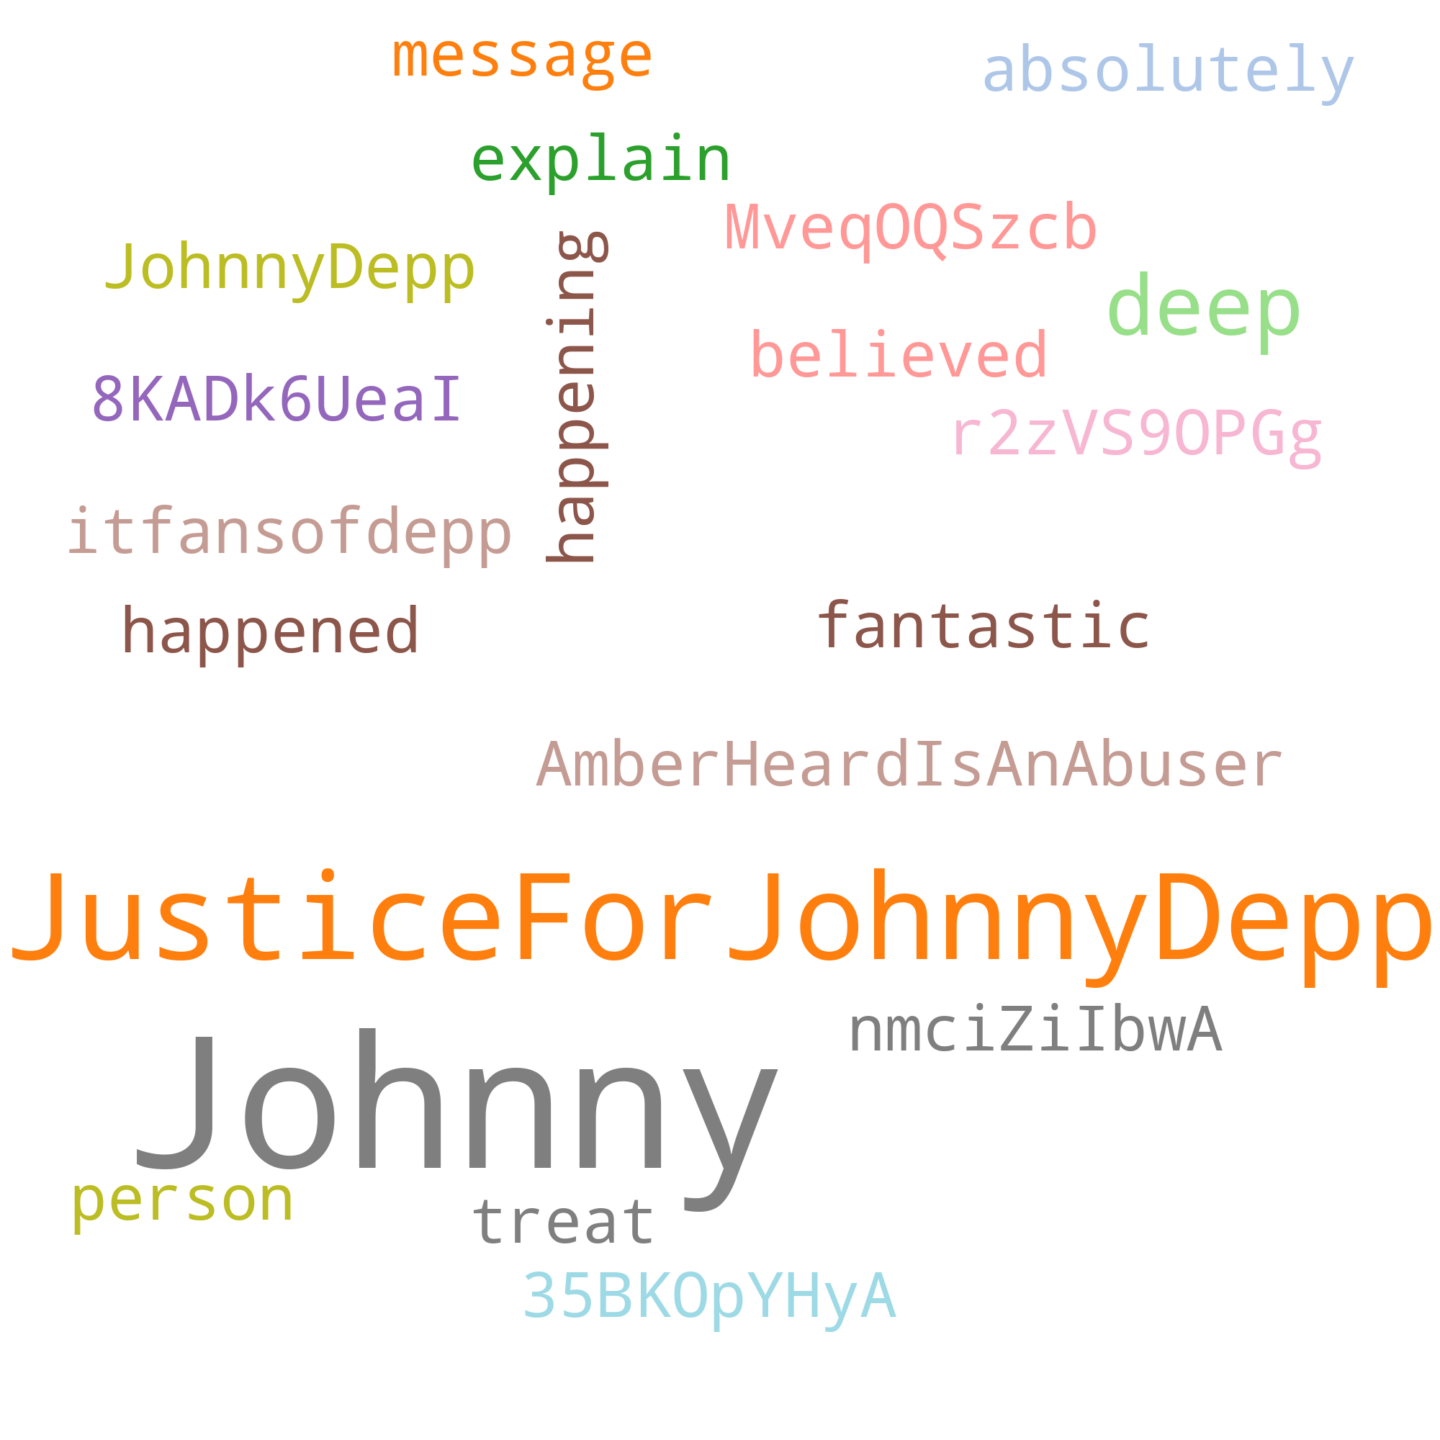 message
absolutely
explain
MveqOQSzcb
JohnnyDepp
happening
deep
believed
8KADk6UeaI
r2zVS9OPGg
itfansofdepp
happened
fantastic
AmberHeardIsAnAbuser
JusticeForJohnnyDepp
nmciZiIbwA
Johnny
person
treat
35BKOpYHyA